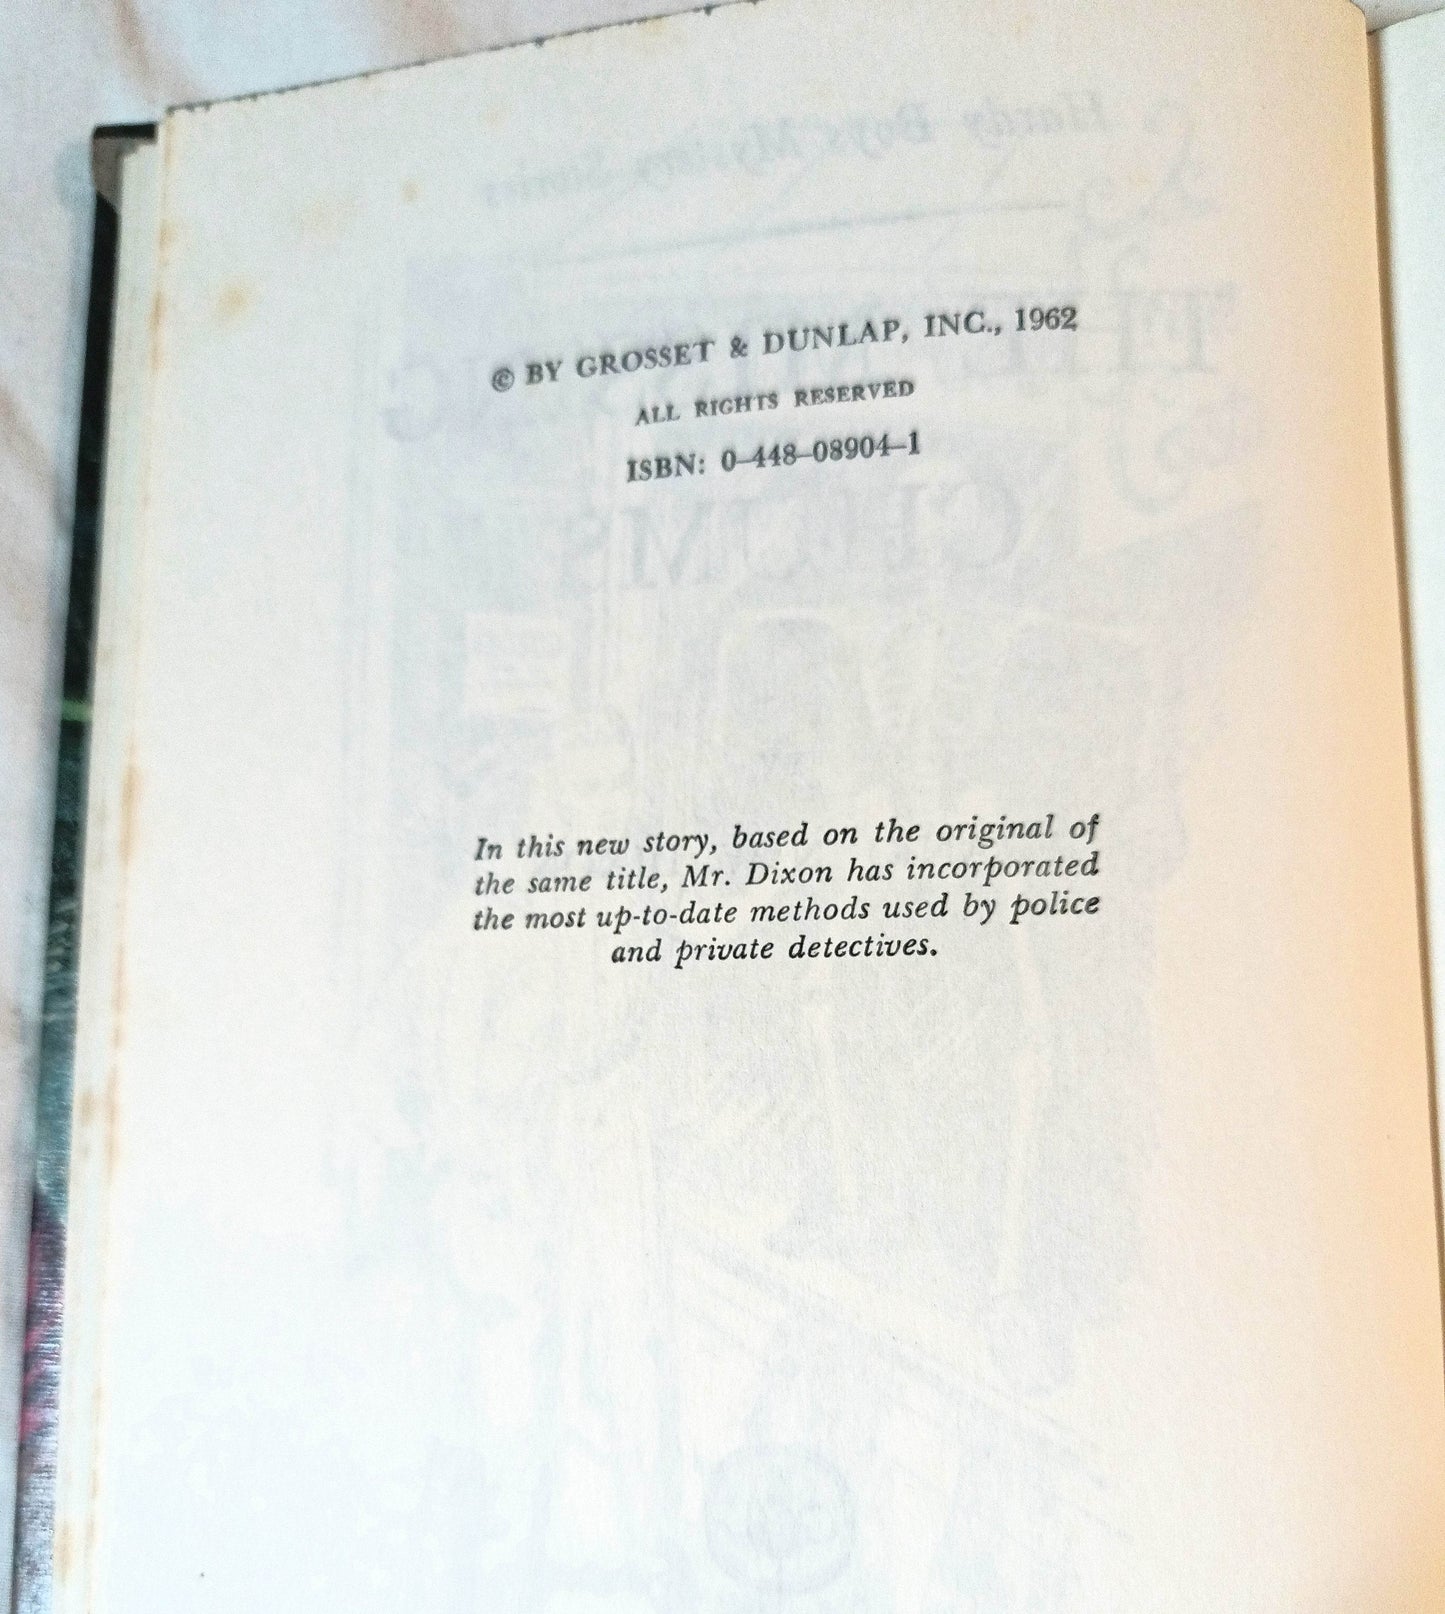 © BY GROSSET & DUNLAP, INC., 1962
ALL RIGHTS RESERVED
ISBN: 0-448-08904-1
In this new story, based on the original of
the same title, Mr. Dixon has incorporated
the most up-to-date methods used by police
and private detectives.